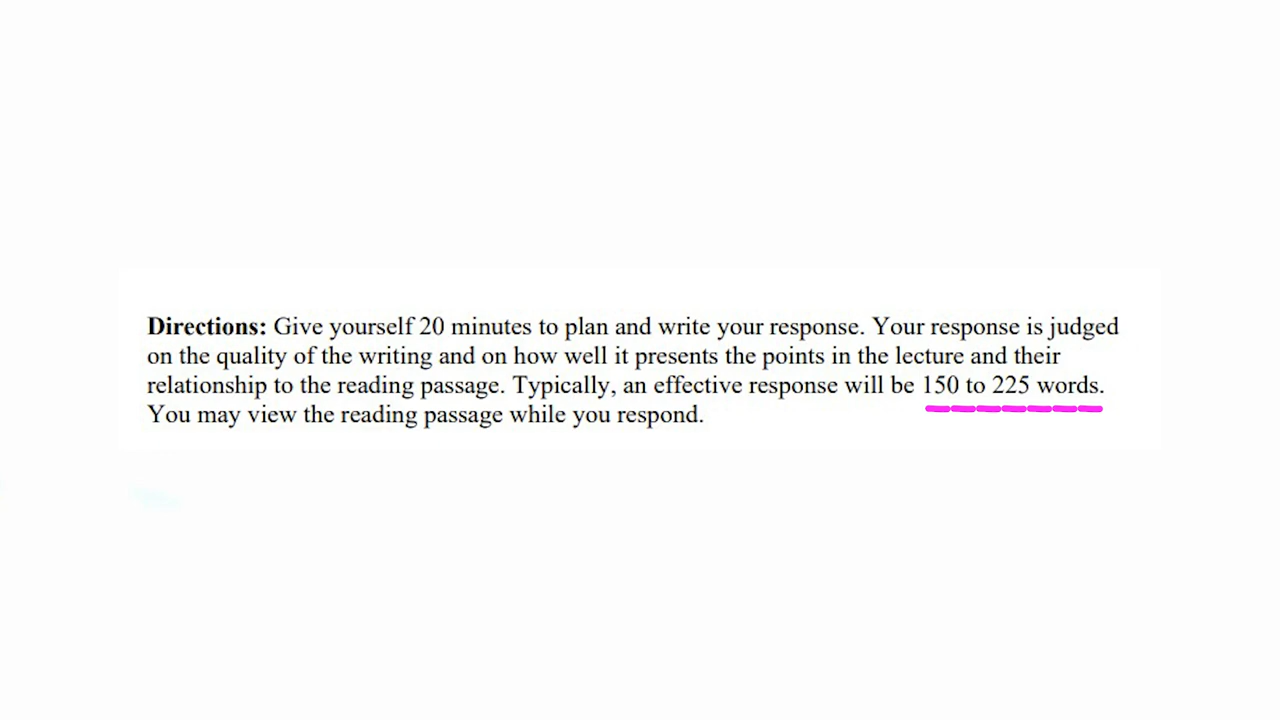 Directions: Give yourself 20 minutes to plan and write your response. Your response is judged
on the quality of the writing and on how well it presents the points in the lecture and their
relationship to the reading passage. Typically, an effective response will be 150 to 225 words.
You may view the reading passage while you respond.